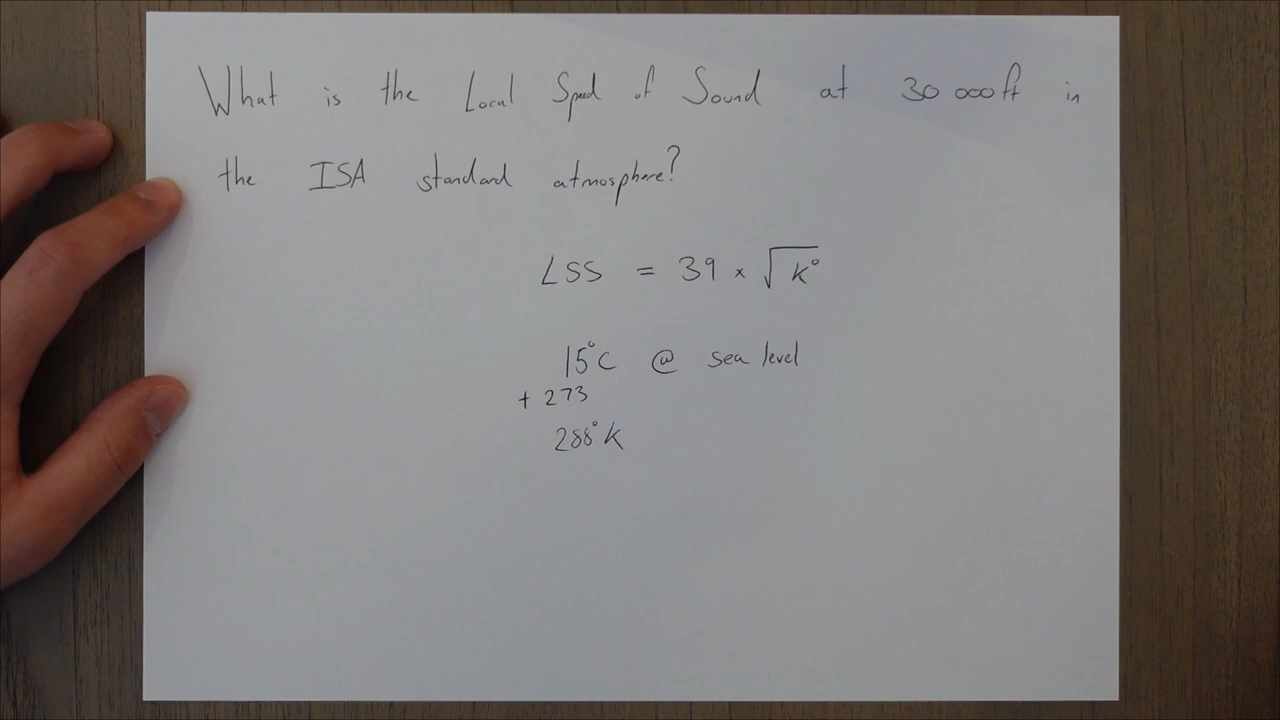 What is the Local Speed of Sound at 30 000ft in
the ISA standard atmosphere?
LSS = 39 × √K°
15°C @ sea level
+ 273
288°K